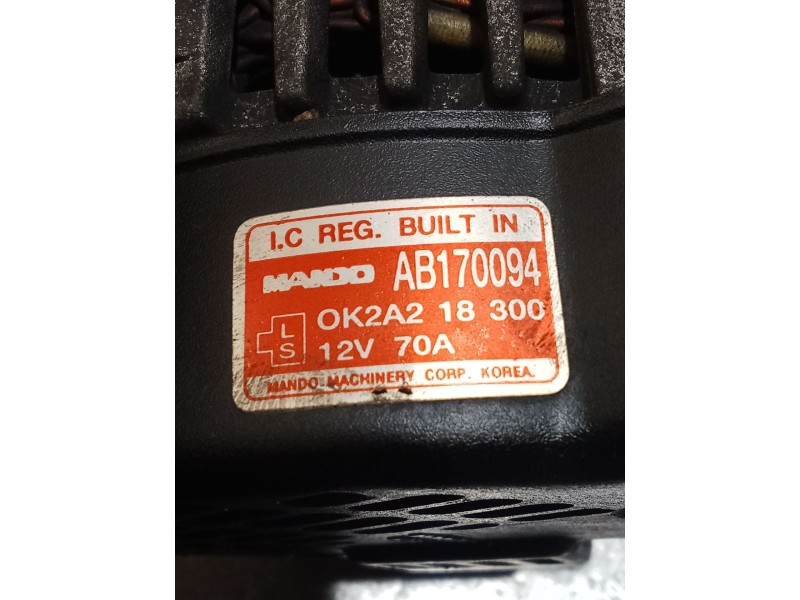 I.C REG. BUILT IN
MANDO AB170094
L OK2A2 18 300
S 12V 70A
MANDO MACHINERY CORP. KOREA.